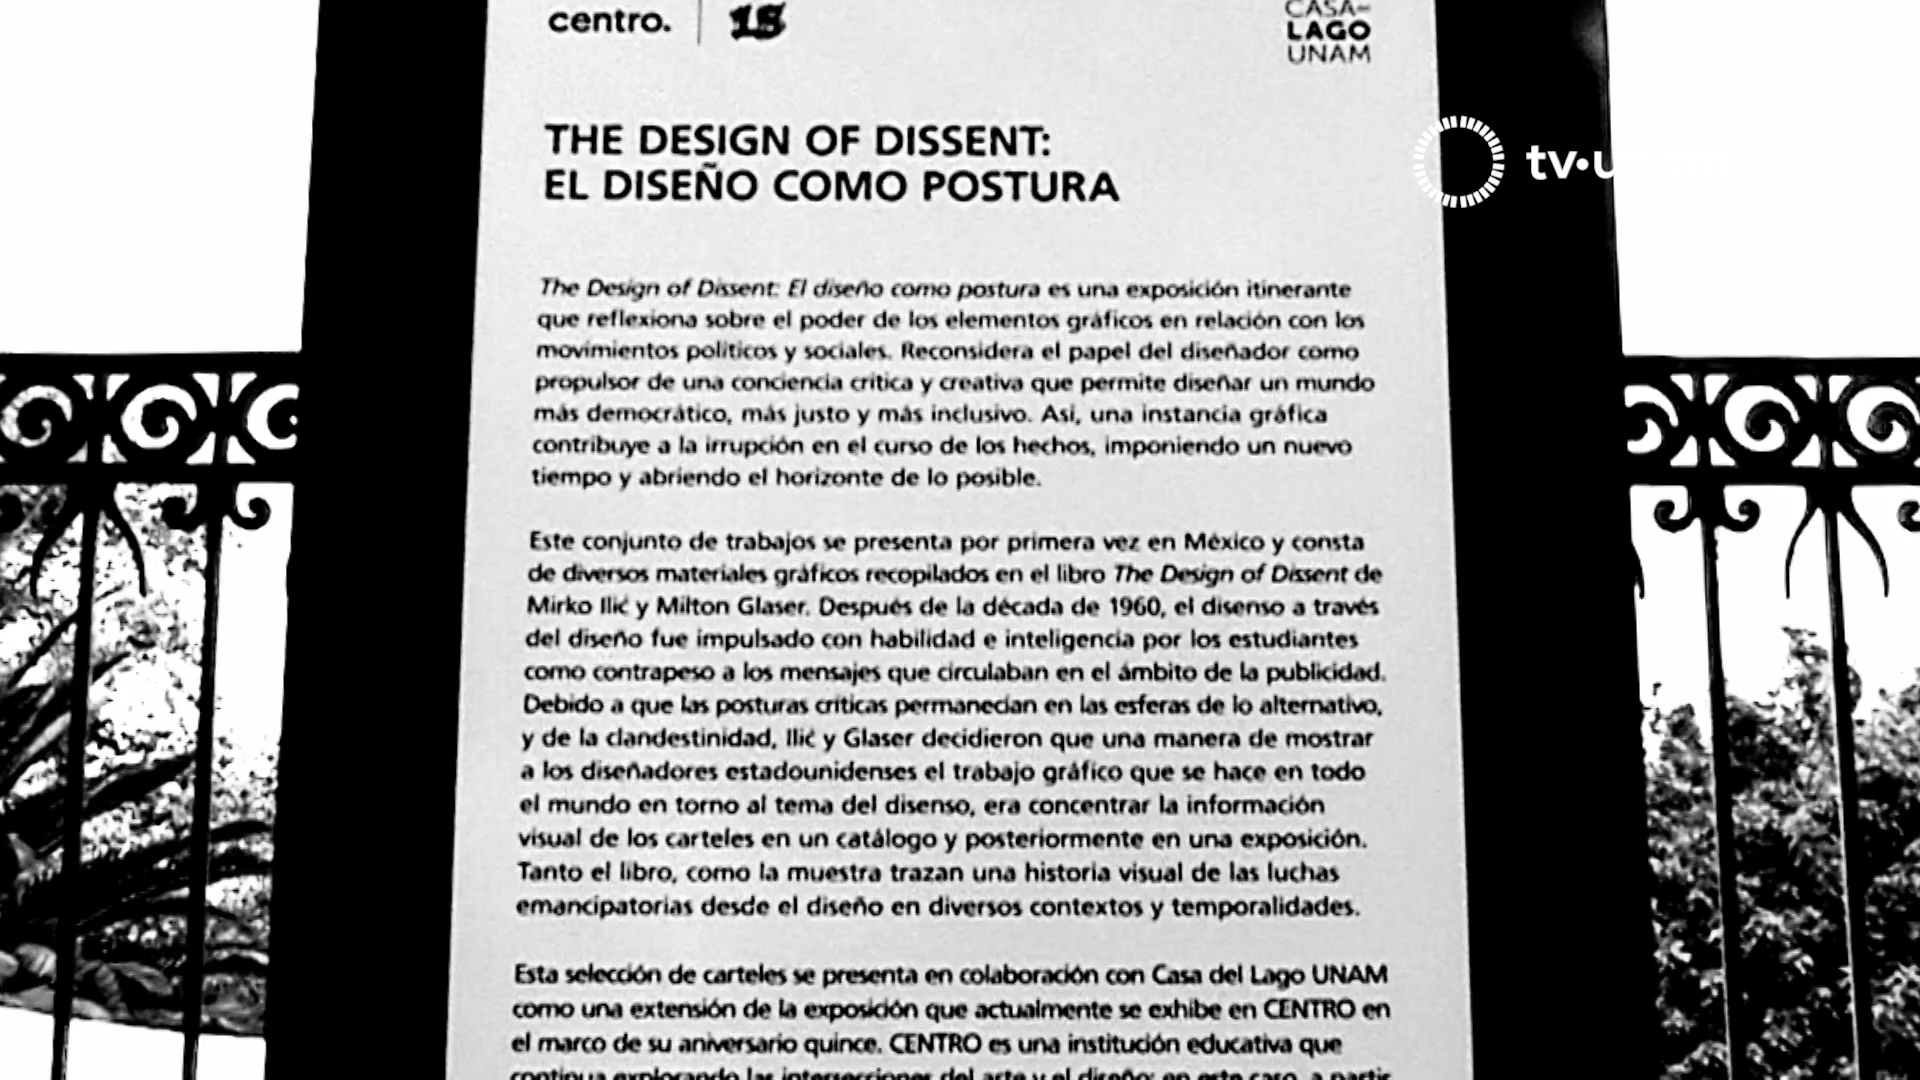 centro. | 15
CASA-
LAGO
UNAM
THE DESIGN OF DISSENT:
EL DISEÑO COMO POSTURA
tv•u
The Design of Dissent: El diseño como postura es una exposición itinerante
que reflexiona sobre el poder de los elementos gráficos en relación con los
movimientos políticos y sociales. Reconsidera el papel del diseñador como
propulsor de una conciencia crítica y creativa que permite diseñar un mundo
más democrático, más justo y más inclusivo. Así, una instancia gráfica
contribuye a la irrupción en el curso de los hechos, imponiendo un nuevo
tiempo y abriendo el horizonte de lo posible.
Este conjunto de trabajos se presenta por primera vez en México y consta
de diversos materiales gráficos recopilados en el libro The Design of Dissent de
Mirko Ilić y Milton Glaser. Después de la década de 1960, el disenso a través
del diseño fue impulsado con habilidad e inteligencia por los estudiantes
como contrapeso a los mensajes que circulaban en el ámbito de la publicidad.
Debido a que las posturas críticas permanecían en las esferas de lo alternativo,
y de la clandestinidad, Ilić y Glaser decidieron que una manera de mostrar
a los diseñadores estadounidenses el trabajo gráfico que se hace en todo
el mundo en torno al tema del disenso, era concentrar la información
visual de los carteles en un catálogo y posteriormente en una exposición.
Tanto el libro, como la muestra trazan una historia visual de las luchas
emancipatorias desde el diseño en diversos contextos y temporalidades.
Esta selección de carteles se presenta en colaboración con Casa del Lago UNAM
como una extensión de la exposición que actualmente se exhibe en CENTRO en
el marco de su aniversario quince. CENTRO es una institución educativa que
continua explorando las intersecciones del arte y el diseño; en este caso, a partir